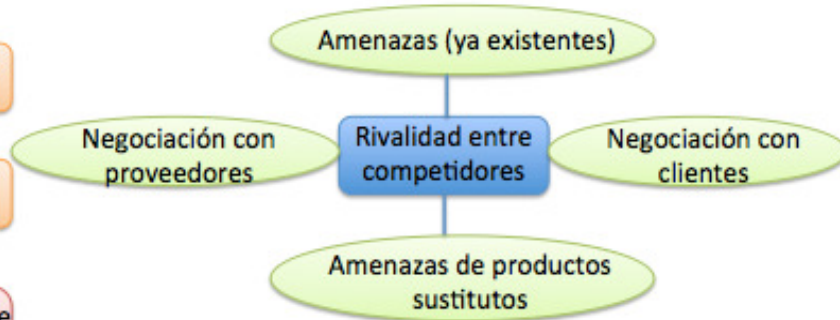 Amenazas (ya existentes)
Negociación con
proveedores
Rivalidad entre
competidores
Negociación con
clientes
Amenazas de productos
sustitutos